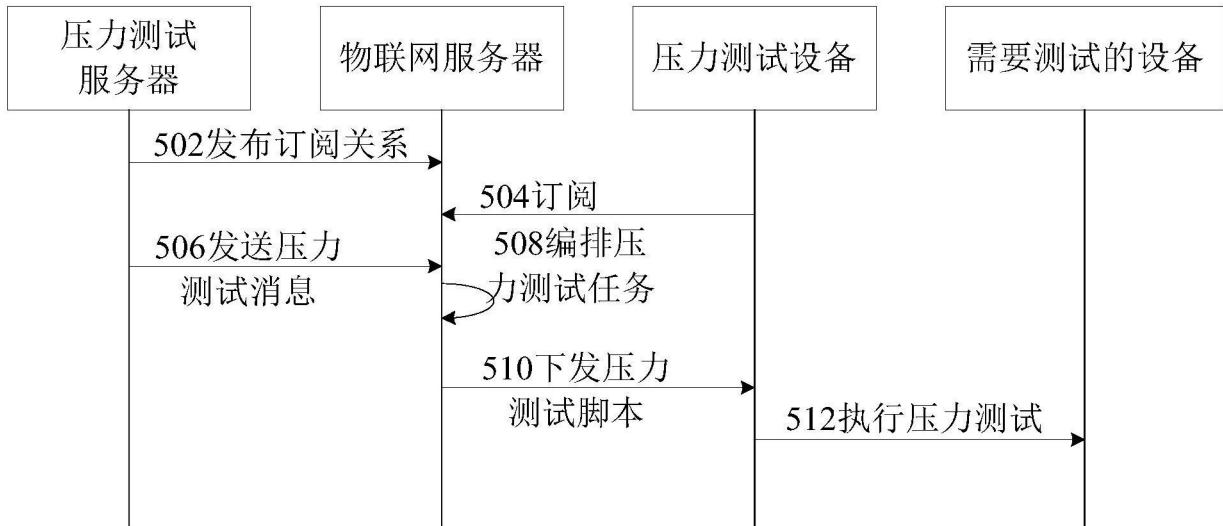 压力测试
服务器
物联网服务器
压力测试设备
需要测试的设备
502发布订阅关系
504订阅
506发送压力
测试消息
508编排压
力测试任务
510下发压力
测试脚本
512执行压力测试